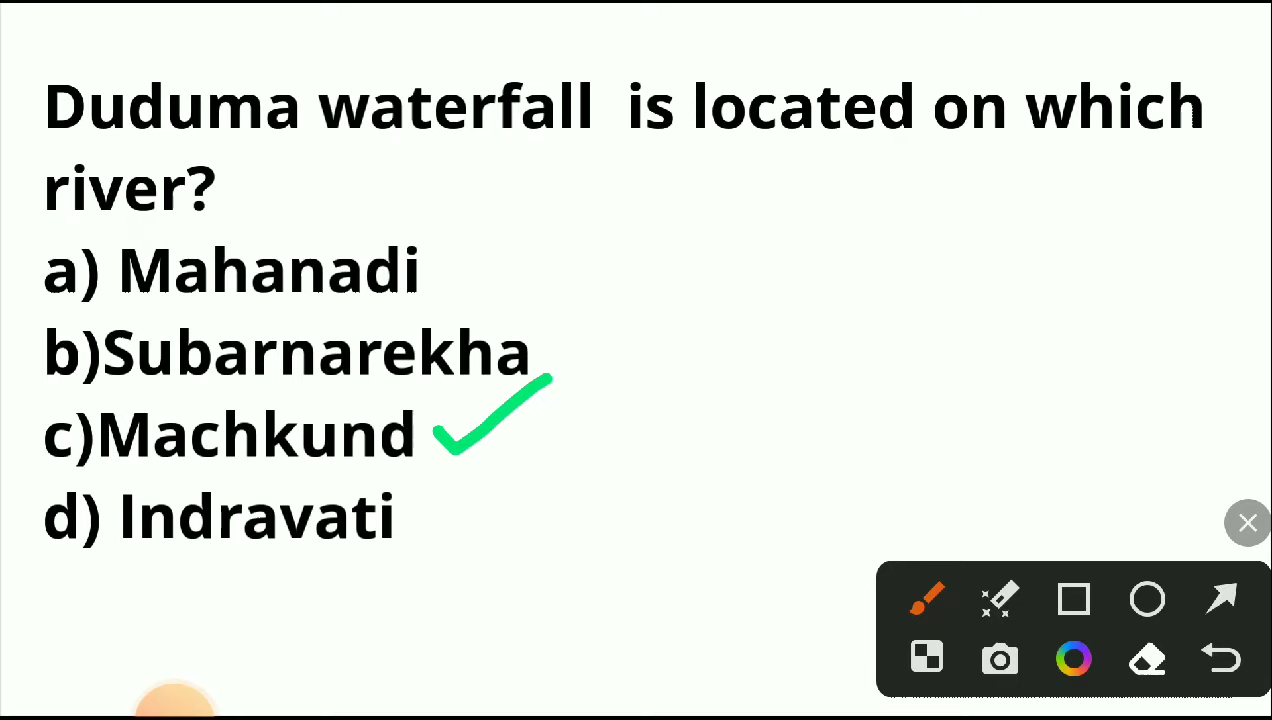 Duduma waterfall  is located on which
river?
a) Mahanadi
b)Subarnarekha
c)Machkund
d) Indravati